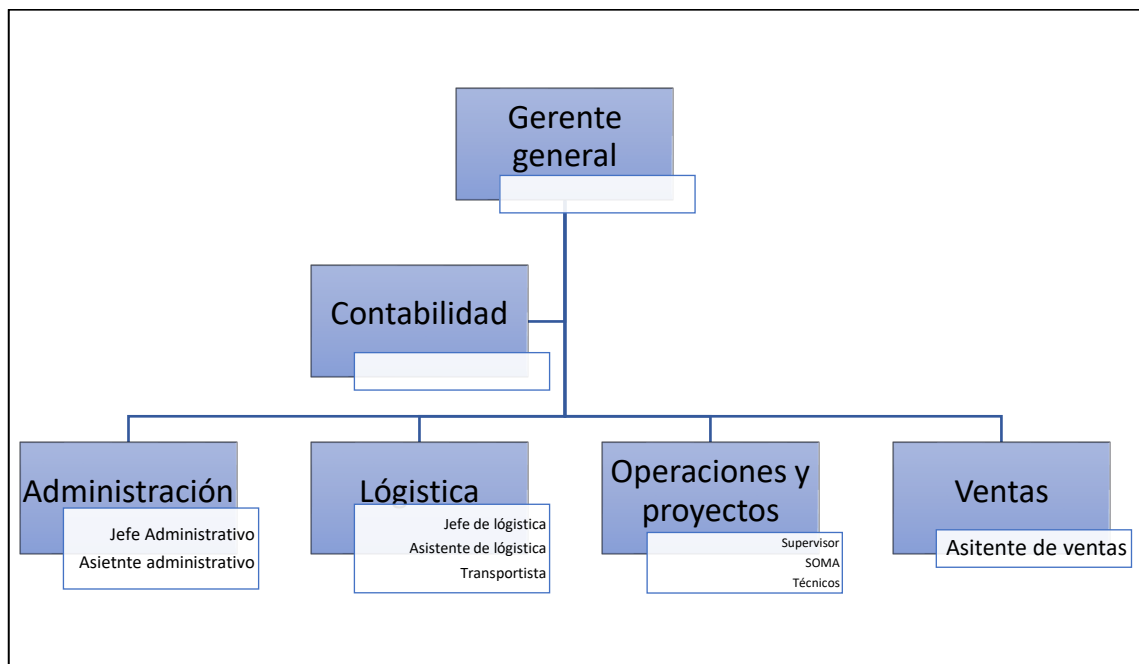 Gerente
general
Contabilidad
Administración
Jefe Administrativo
Asietnte administrativo
Lógistica
Jefe de lógistica
Asistente de lógistica
Transportista
Operaciones y
proyectos
Supervisor
SOMA
Técnicos
Ventas
Asitente de ventas